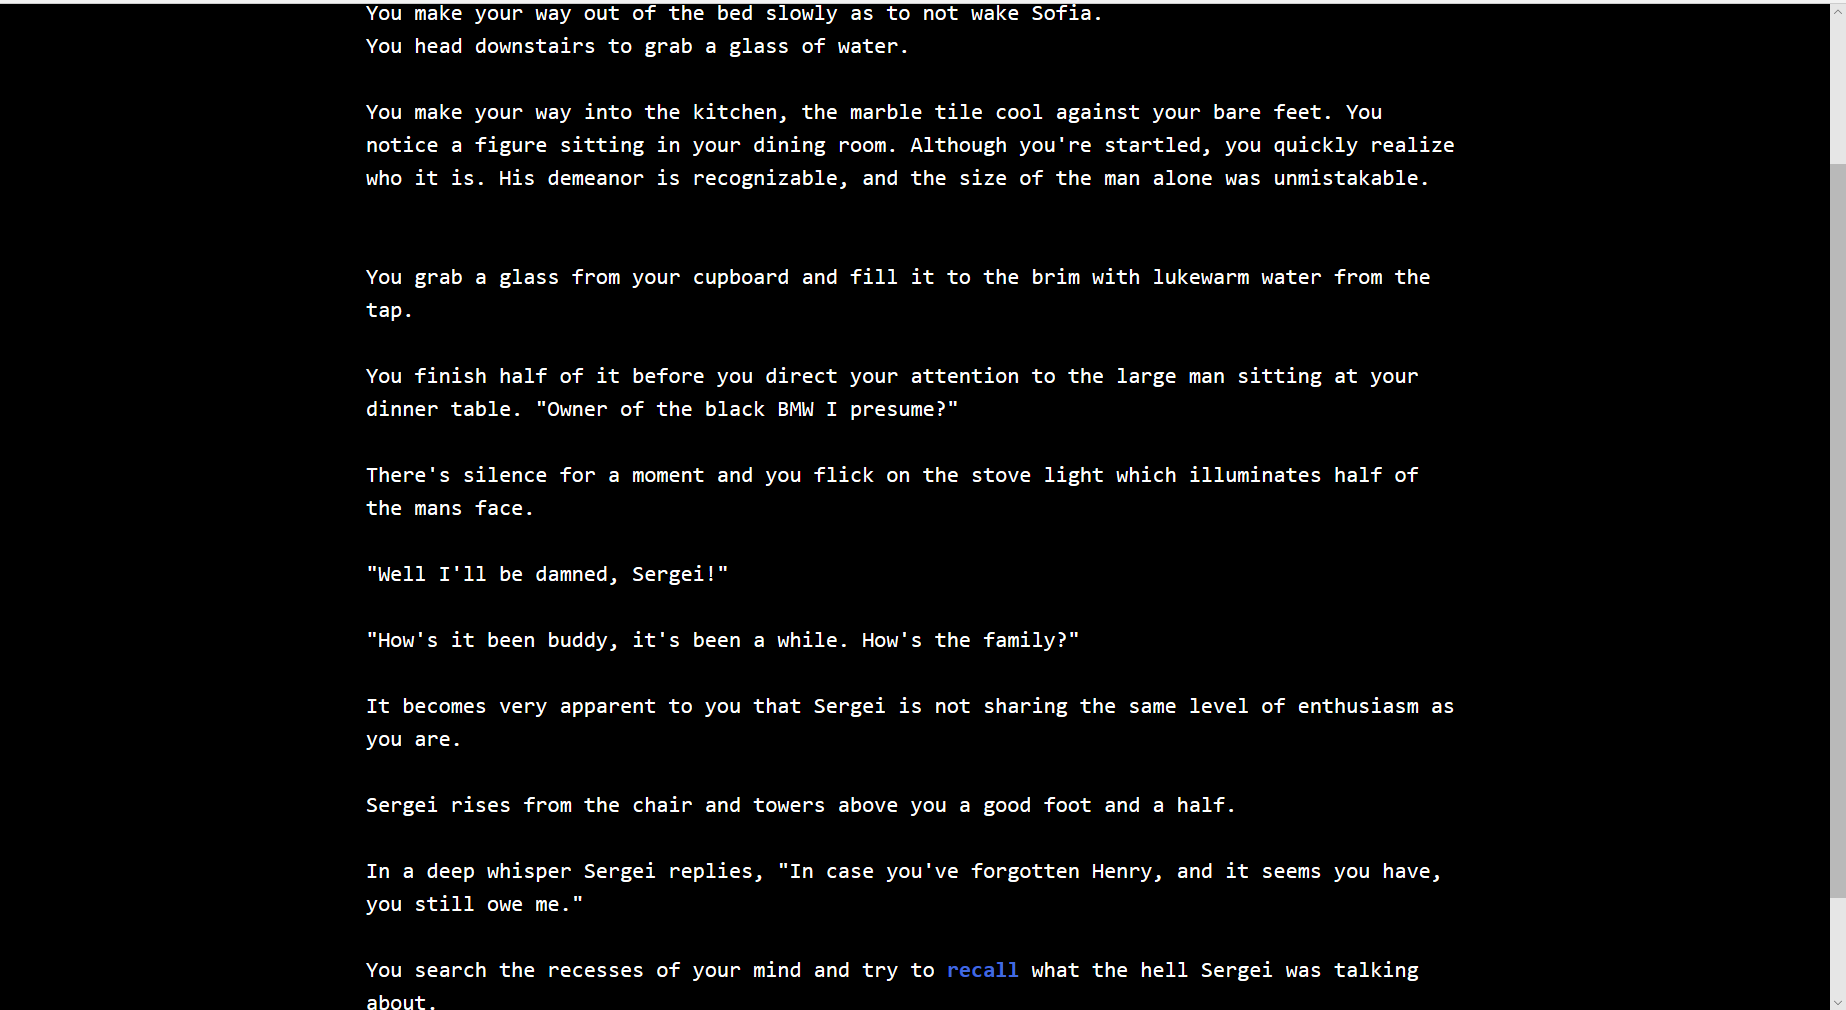 You make your way out of the bed slowly as to not wake Sofia.
You head downstairs to grab a glass of water.
You make your way into the kitchen, the marble tile cool against your bare feet. You
notice a figure sitting in your dining room. Although you're startled, you quickly realize
who it is. His demeanor is recognizable, and the size of the man alone was unmistakable.
You grab a glass from your cupboard and fill it to the brim with lukewarm water from the
tap.
You finish half of it before you direct your attention to the large man sitting at your
dinner table. "Owner of the black BMW I presume?"
There's silence for a moment and you flick on the stove light which illuminates half of
the mans face.
"Well I'll be damned, Sergei!"
"How's it been buddy, it's been a while. How's the family?"
It becomes very apparent to you that Sergei is not sharing the same level of enthusiasm as
you are.
Sergei rises from the chair and towers above you a good foot and a half.
In a deep whisper Sergei replies, "In case you've forgotten Henry, and it seems you have,
you still owe me."
You search the recesses of your mind and try to recall what the hell Sergei was talking
about.